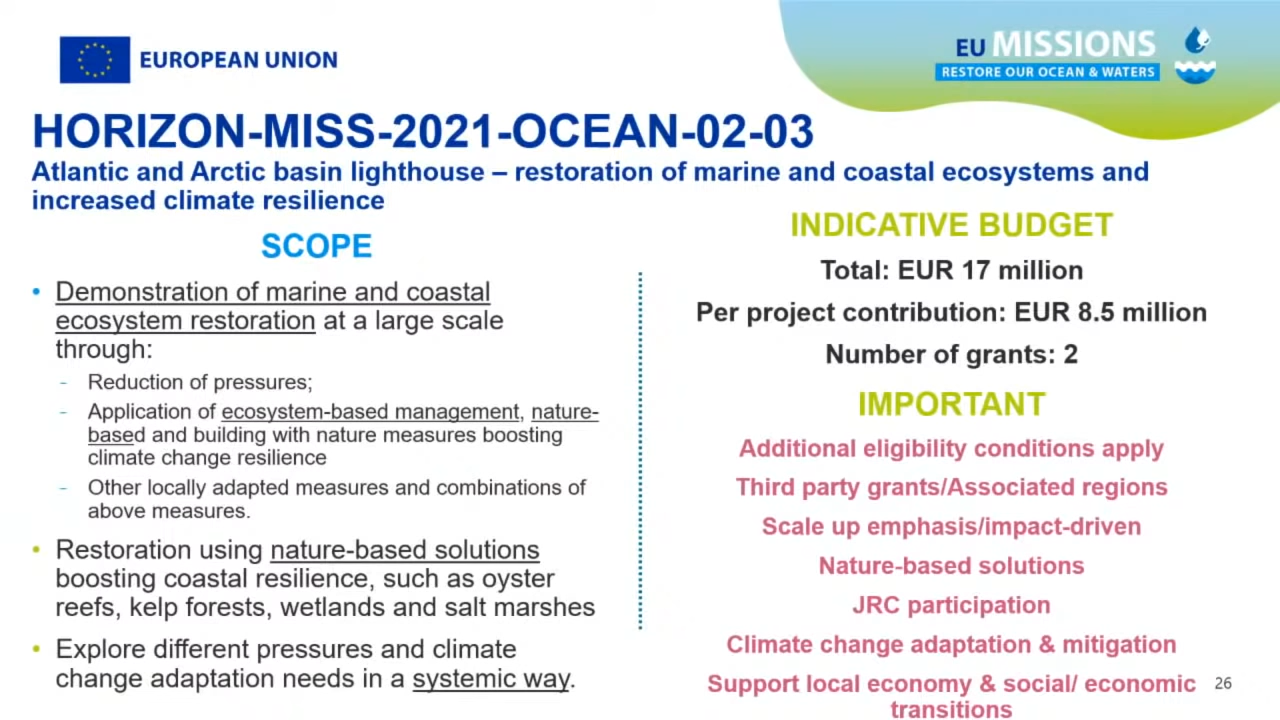 EUROPEAN UNION
EU MISSIONS
RESTORE OUR OCEAN & WATERS
HORIZON-MISS-2021-OCEAN-02-03
Atlantic and Arctic basin lighthouse – restoration of marine and coastal ecosystems and
increased climate resilience
SCOPE
• Demonstration of marine and coastal
ecosystem restoration at a large scale
through:
- Reduction of pressures;
- Application of ecosystem-based management, nature-
based and building with nature measures boosting
climate change resilience
- Other locally adapted measures and combinations of
above measures.
• Restoration using nature-based solutions
boosting coastal resilience, such as oyster
reefs, kelp forests, wetlands and salt marshes
• Explore different pressures and climate
change adaptation needs in a systemic way.
INDICATIVE BUDGET
Total: EUR 17 million
Per project contribution: EUR 8.5 million
Number of grants: 2
IMPORTANT
Additional eligibility conditions apply
Third party grants/Associated regions
Scale up emphasis/impact-driven
Nature-based solutions
JRC participation
Climate change adaptation & mitigation
Support local economy & social/ economic
transitions
26